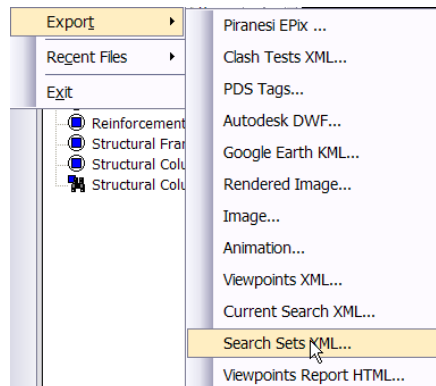 Export
Recent Files
Exit
Reinforcement
Structural Fra
Structural Colu
Structural Colu
Piranesi EPix ...
Clash Tests XML...
PDS Tags...
Autodesk DWF...
Google Earth KML...
Rendered Image...
Image...
Animation...
Viewpoints XML...
Current Search XML...
Search Sets XML...
Viewpoints Report HTML...